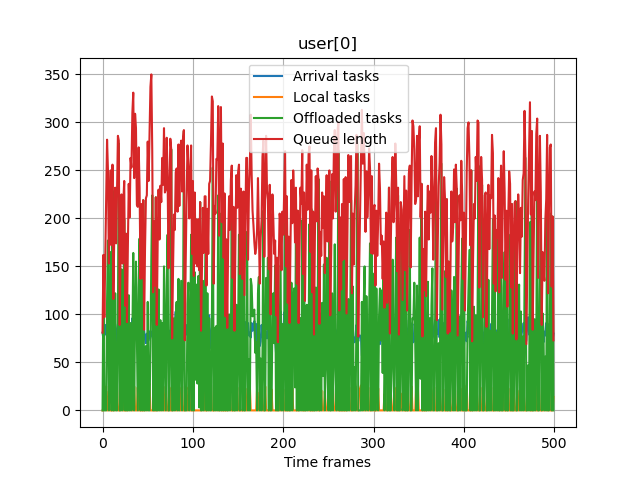 user[0]
Arrival tasks
Local tasks
Offloaded tasks
Queue length
350
300
250
200
150
100
50
0
0 100 200 300 400 500
Time frames